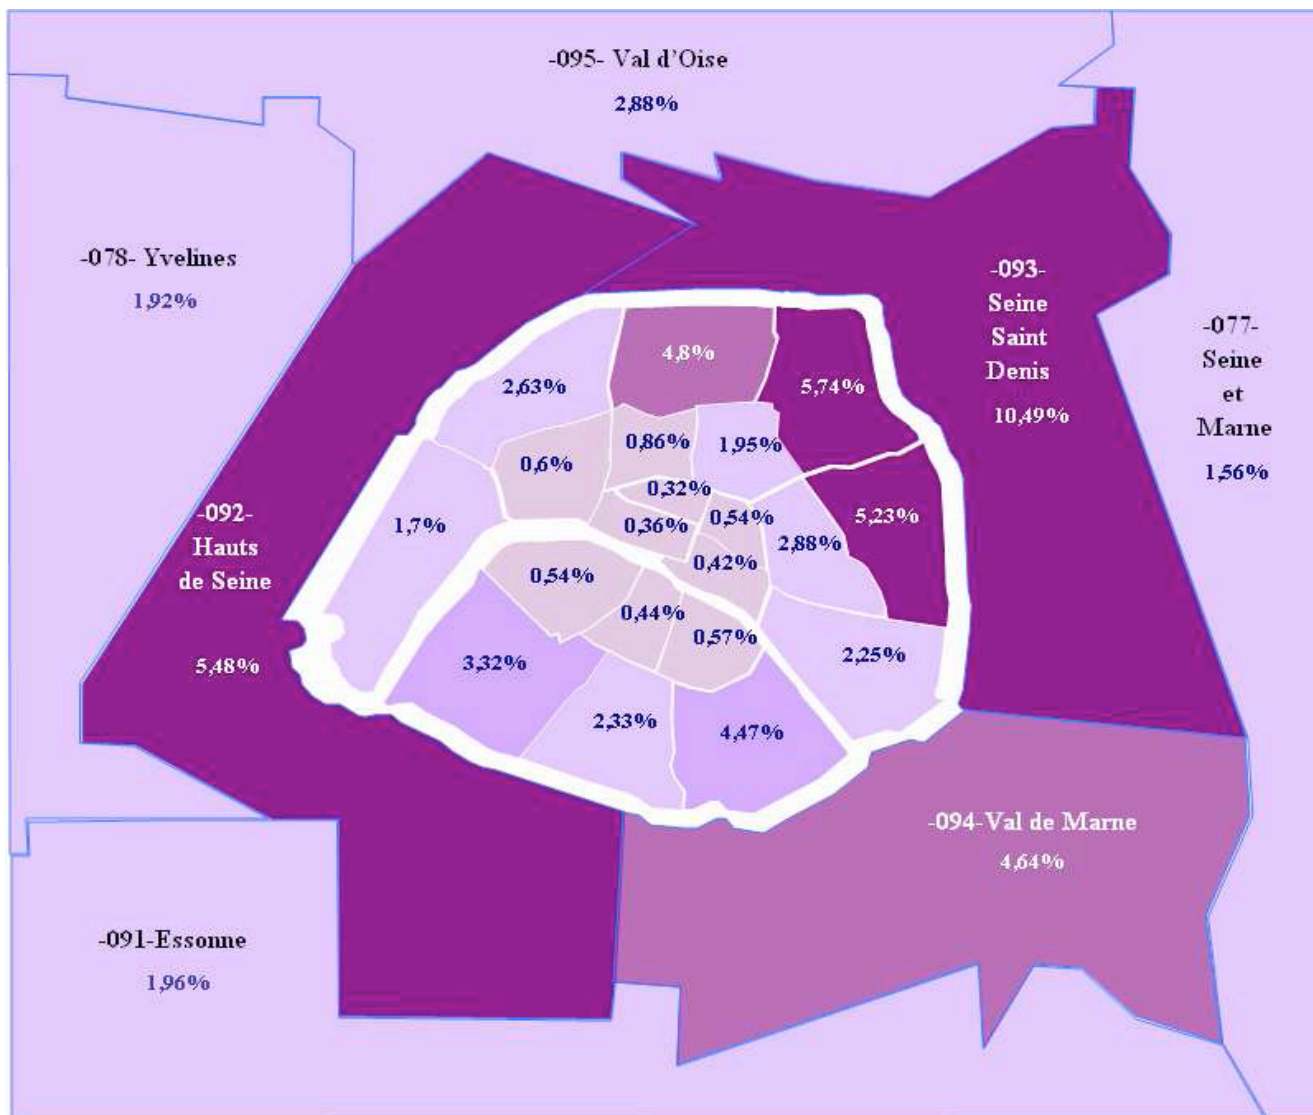 -095- Val d’Oise
2,88%
-078- Yvelines
1,92%
-093-
Seine
Saint
Denis
10,49%
-077-
Seine
et
Marne
1,56%
4,8%
5,74%
2,63%
0,86%
1,95%
0,6%
0,32%
0,54%
5,23%
0,36%
1,7%
2,88%
0,42%
-092-
Hauts
de Seine
5,48%
0,54%
0,44%
0,57%
2,25%
3,32%
2,33%
4,47%
-094-Val de Marne
4,64%
-091-Essonne
1,96%